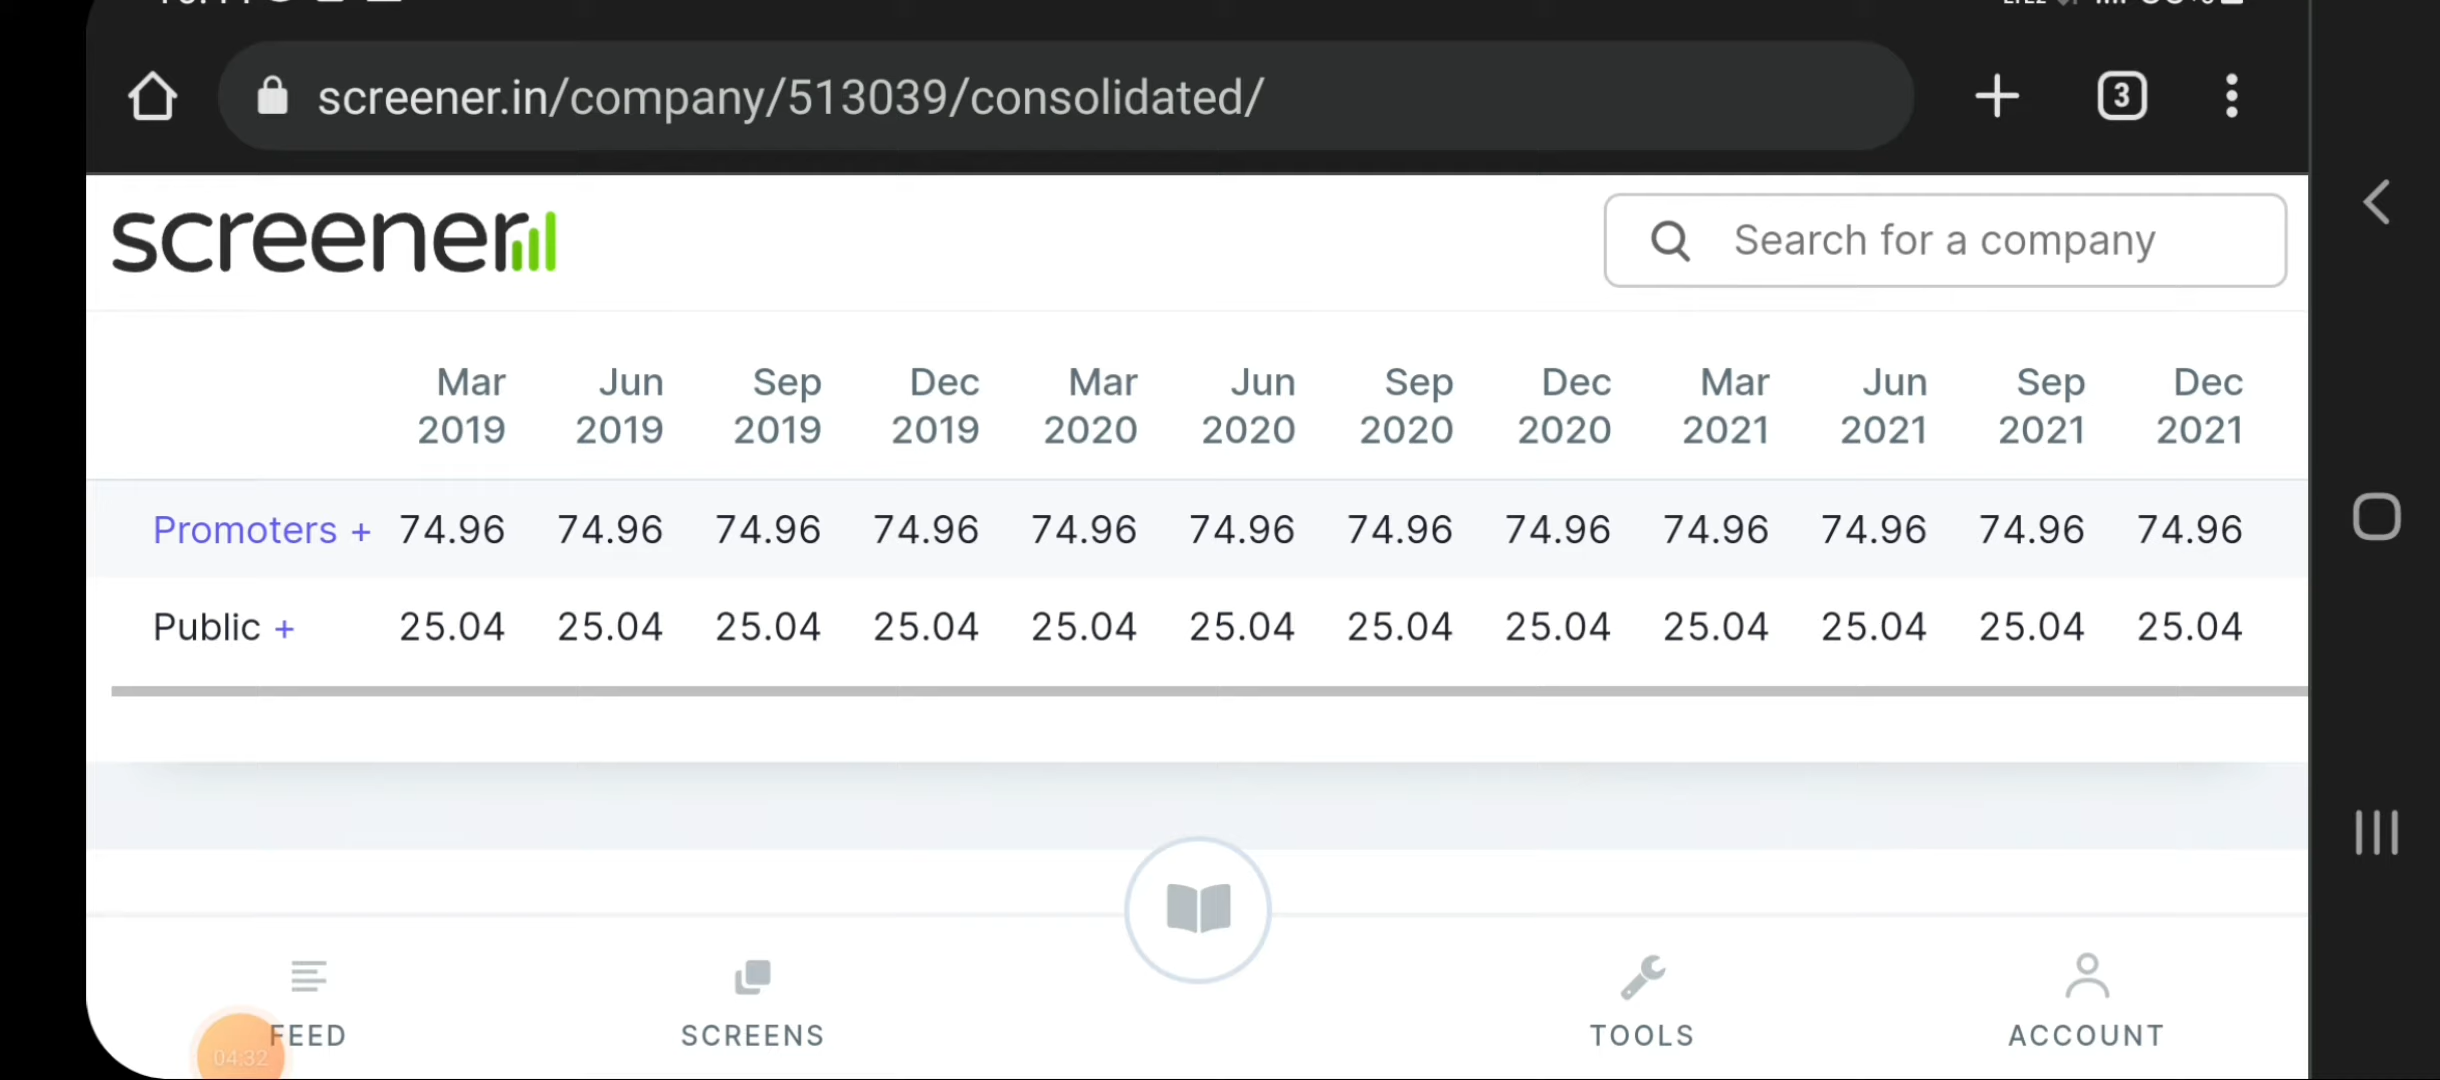 screener.in/company/513039/consolidated/
3
screener
Search for a company
Mar 2019 Jun 2019 Sep 2019 Dec 2019 Mar 2020 Jun 2020 Sep 2020 Dec 2020 Mar 2021 Jun 2021 Sep 2021 Dec 2021
Promoters + 74.96 74.96 74.96 74.96 74.96 74.96 74.96 74.96 74.96 74.96 74.96 74.96
Public + 25.04 25.04 25.04 25.04 25.04 25.04 25.04 25.04 25.04 25.04 25.04 25.04
FEED SCREENS TOOLS ACCOUNT
04:32